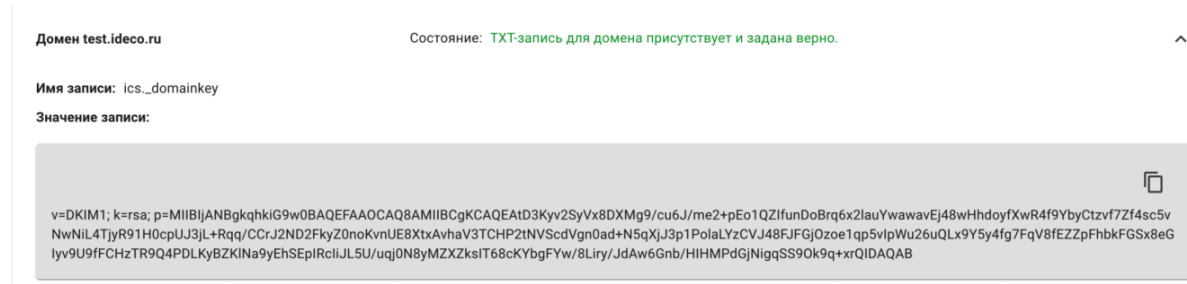 Домен test.ideco.ru Состояние: TXT-запись для домена присутствует и задана верно.
Имя записи: ics._domainkey
Значение записи:
v=DKIM1; k=rsa; p=MIIBIjANBgkqhkiG9w0BAQEFAAOCAQ8AMIIBCgKCAQEAtD3Kyv2SyVx8DXMg9/cu6J/me2+pEo1QZIfunDoBrq6x2lauYwawavEj48wHhdoyfXwR4f9YbyCtzvf7Zf4sc5v
NwNiL4TjyR91H0cpUJ3jL+Rqq/CCrJ2ND2FkyZ0noKvnUE8XtxAvhaV3TCHP2tNVScdVgn0ad+N5qXjJ3p1PolaLYzCVJ48FJFGjOzoe1qp5vIpWu26uQLx9Y5y4fg7FqV8fEZZpFhbkFGSx8eG
Iyv9U9fFCHzTR9Q4PDLKyBZKlNa9yEhSEpIRcIiJL5U/uqj0N8yMZXZksIT68cKYbgFYw/8Liry/JdAw6Gnb/HIHMPdGjNigqSS9Ok9q+xrQIDAQAB